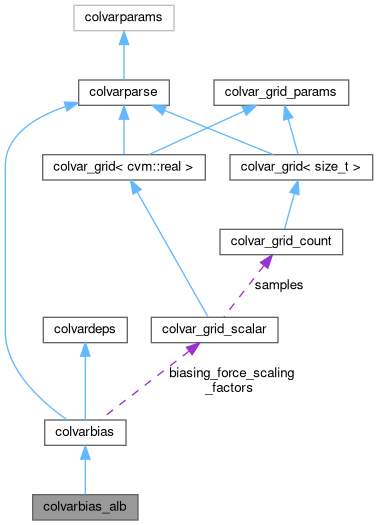 colvarparams
colvarparse
colvar_grid_params
colvar_grid< cvm::real >
colvar_grid< size_t >
colvar_grid_count
samples
colvardeps
colvar_grid_scalar
biasing_force_scaling
_factors
colvarbias
colvarbias_alb